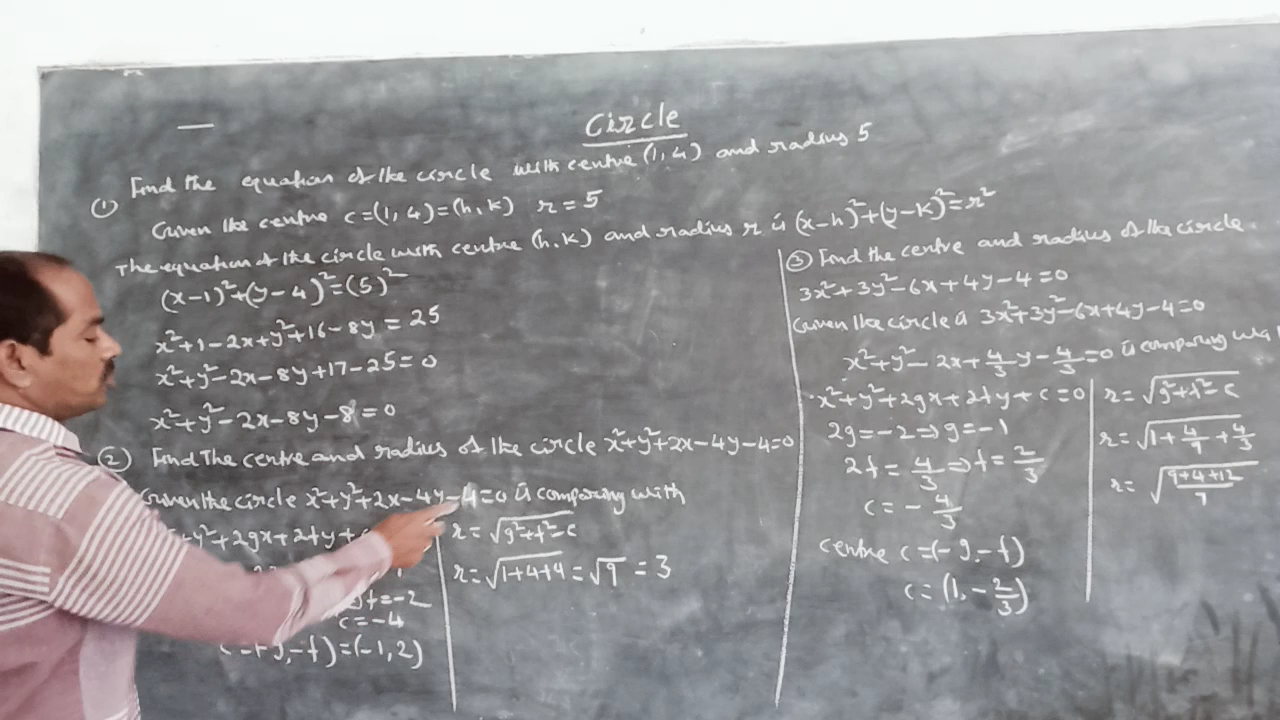 Circle
① Find the equation of the circle with centre (1, 4) and radius 5
Given the centre c=(1, 4)=(h, k) r=5
The equation of the circle with centre (h, k) and radius r is (x-h)²+(y-k)²=r²
(x-1)²+(y-4)²=(5)²
x²+1-2x+y²+16-8y=25
x²+y²-2x-8y+17-25=0
x²+y²-2x-8y-8=0
② Find The centre and radius of the circle x²+y²+2x-4y-4=0
Given the circle x²+y²+2x-4y-4=0 is comparing with
y²+2gx+2fy+
f=-2
c=-4
-f)=(-1, 2)
r=√(g²+f²-c)
r=√(1+4+4)=√9=3
③ Find the centre and radius of the circle.
3x²+3y²-6x+4y-4=0
Given the circle is 3x²+3y²-6x+4y-4=0
x²+y²-2x+4/3y-4/3=0 is comparing
x²+y²+2gx+2fy+c=0
2g=-2⇒g=-1
2f=4/3⇒f=2/3
c=-4/3
centre c=(-g, -f)
c=(1, -2/3)
r=√(g²+f²-c)
r=√(1+4/9+4/3)
r=√((9+4+12)/9)